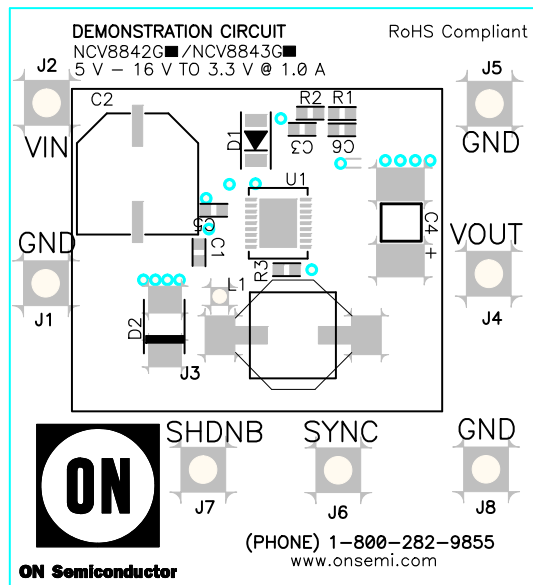 DEMONSTRATION CIRCUIT
RoHS Compliant
NCV8842G■/NCV8843G■
5 V – 16 V TO 3.3 V @ 1.0 A
J2
J5
C2
R2 R1
D1
C3 C6
VIN
GND
U1
C5
C4
+
GND
C1
VOUT
R3
L1
J1
J4
D2
J3
SHDNB
SYNC
GND
J7
J6
J8
ON
(PHONE) 1-800-282-9855
www.onsemi.com
ON Semiconductor